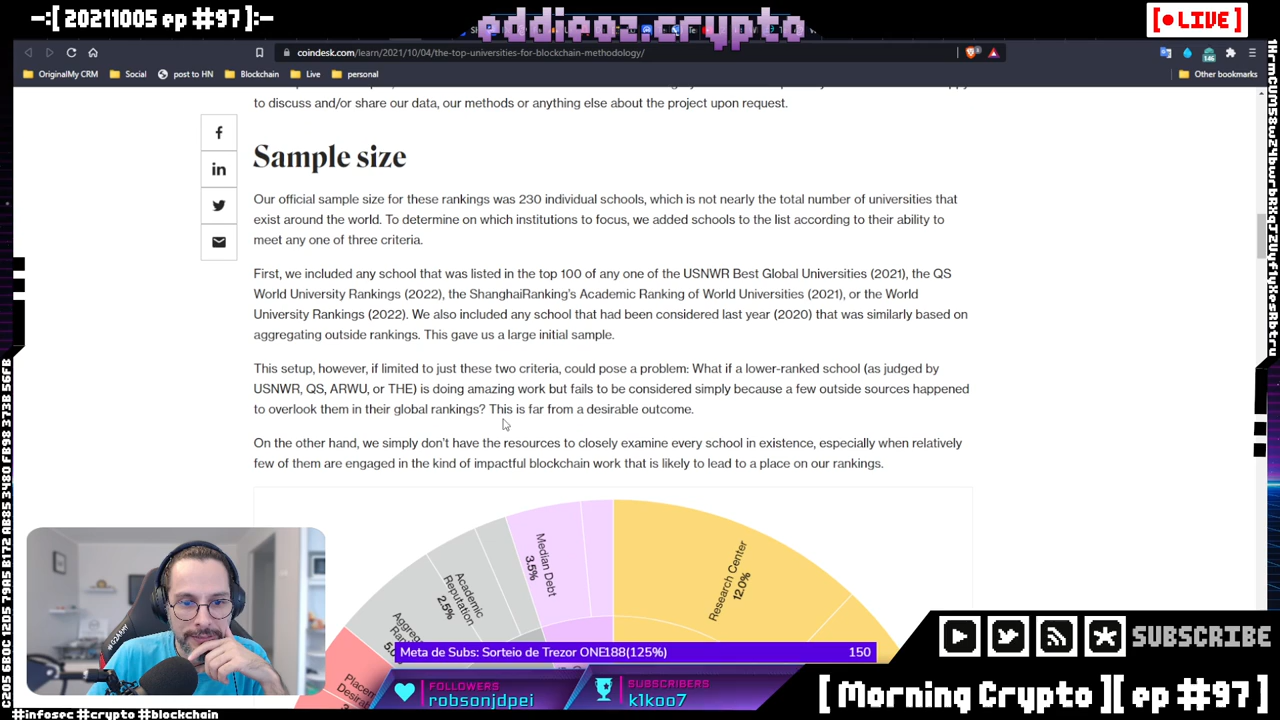 -:[ 20211005 ep #97 ]:-
eddieoz crypto
[ LIVE ]
coindesk.com/learn/2021/10/04/the-top-universities-for-blockchain-methodology/
OriginalMy CRM
Social
post to HN
Blockchain
Live
personal
Other bookmarks
146
to discuss and/or share our data, our methods or anything else about the project upon request.
Sample size
Our official sample size for these rankings was 230 individual schools, which is not nearly the total number of universities that
exist around the world. To determine on which institutions to focus, we added schools to the list according to their ability to
meet any one of three criteria.
First, we included any school that was listed in the top 100 of any one of the USNWR Best Global Universities (2021), the QS
World University Rankings (2022), the ShanghaiRanking's Academic Ranking of World Universities (2021), or the World
University Rankings (2022). We also included any school that had been considered last year (2020) that was similarly based on
aggregating outside rankings. This gave us a large initial sample.
This setup, however, if limited to just these two criteria, could pose a problem: What if a lower-ranked school (as judged by
USNWR, QS, ARWU, or THE) is doing amazing work but fails to be considered simply because a few outside sources happened
to overlook them in their global rankings? This is far from a desirable outcome.
On the other hand, we simply don't have the resources to closely examine every school in existence, especially when relatively
few of them are engaged in the kind of impactful blockchain work that is likely to lead to a place on our rankings.
Median Debt
3.5%
Research Center
12.0%
Academic
Reputation
2.5%
Meta de Subs: Sorteio de Trezor ONE188(125%)
150
FOLLOWERS
robsonjdpei
SUBSCRIBERS
k1koo7
SUBSCRIBE
[ Morning Crypto ][ ep #97 ]
#infosec #crypto #blockchain